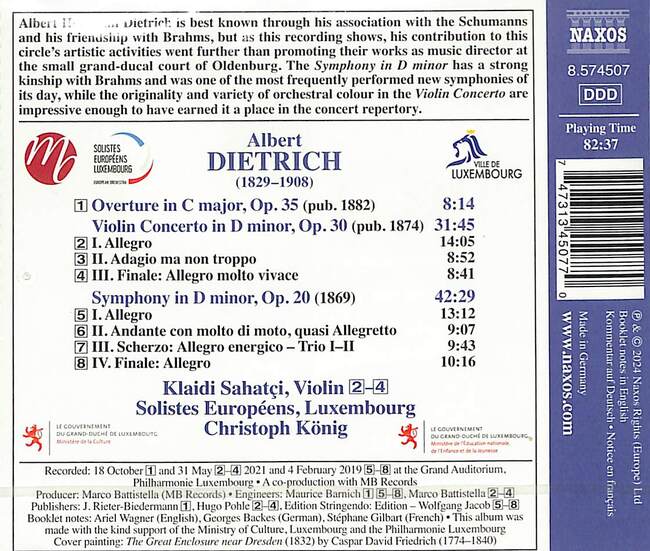 Albert Dietrich is best known through his association with the Schumanns
and his friendship with Brahms, but as this recording shows, his contribution to this
circle's artistic activities went further than promoting their works as music director at
the small grand-ducal court of Oldenburg. The Symphony in D minor has a strong
kinship with Brahms and was one of the most frequently performed new symphonies of
its day, while the originality and variety of orchestral colour in the Violin Concerto are
impressive enough to have earned it a place in the concert repertory.
mb
SOLISTES
EUROPÉENS
LUXEMBOURG
EUROPEAN ORCHESTRA
Albert
DIETRICH
(1829–1908)
VILLE DE
LUXEMBOURG
1 Overture in C major, Op. 35 (pub. 1882) 8:14
Violin Concerto in D minor, Op. 30 (pub. 1874) 31:45
2 I. Allegro 14:05
3 II. Adagio ma non troppo 8:52
4 III. Finale: Allegro molto vivace 8:41
Symphony in D minor, Op. 20 (1869) 42:29
5 I. Allegro 13:12
6 II. Andante con molto di moto, quasi Allegretto 9:07
7 III. Scherzo: Allegro energico – Trio I–II 9:43
8 IV. Finale: Allegro 10:16
Klaidi Sahatçi, Violin 2–4
Solistes Européens, Luxembourg
Christoph König
LE GOUVERNEMENT
DU GRAND-DUCHÉ DE LUXEMBOURG
Ministère de la Culture
LE GOUVERNEMENT
DU GRAND-DUCHÉ DE LUXEMBOURG
Ministère de l'Éducation nationale,
de l'Enfance et de la Jeunesse
Recorded: 18 October 1 and 31 May 2–4 2021 and 4 February 2019 5–8 at the Grand Auditorium,
Philharmonie Luxembourg • A co-production with MB Records
Producer: Marco Battistella (MB Records) • Engineers: Maurice Barnich 1 5–8, Marco Battistella 2–4
Publishers: J. Rieter-Biedermann 1, Hugo Pohle 2–4, Edition Stringendo: Edition – Wolfgang Jacob 5–8
Booklet notes: Ariel Wagner (English), Georges Backes (German), Stéphane Gilbart (French) • This album was
made with the kind support of the Ministry of Culture, Luxembourg and the Philharmonie Luxembourg
Cover painting: The Great Enclosure near Dresden (1832) by Caspar David Friedrich (1774–1840)
NAXOS
8.574507
DDD
Playing Time
82:37
7 47313 45077 0
℗ & © 2024 Naxos Rights (Europe) Ltd
Booklet notes in English
Kommentar auf Deutsch • Notice en français
Made in Germany
www.naxos.com